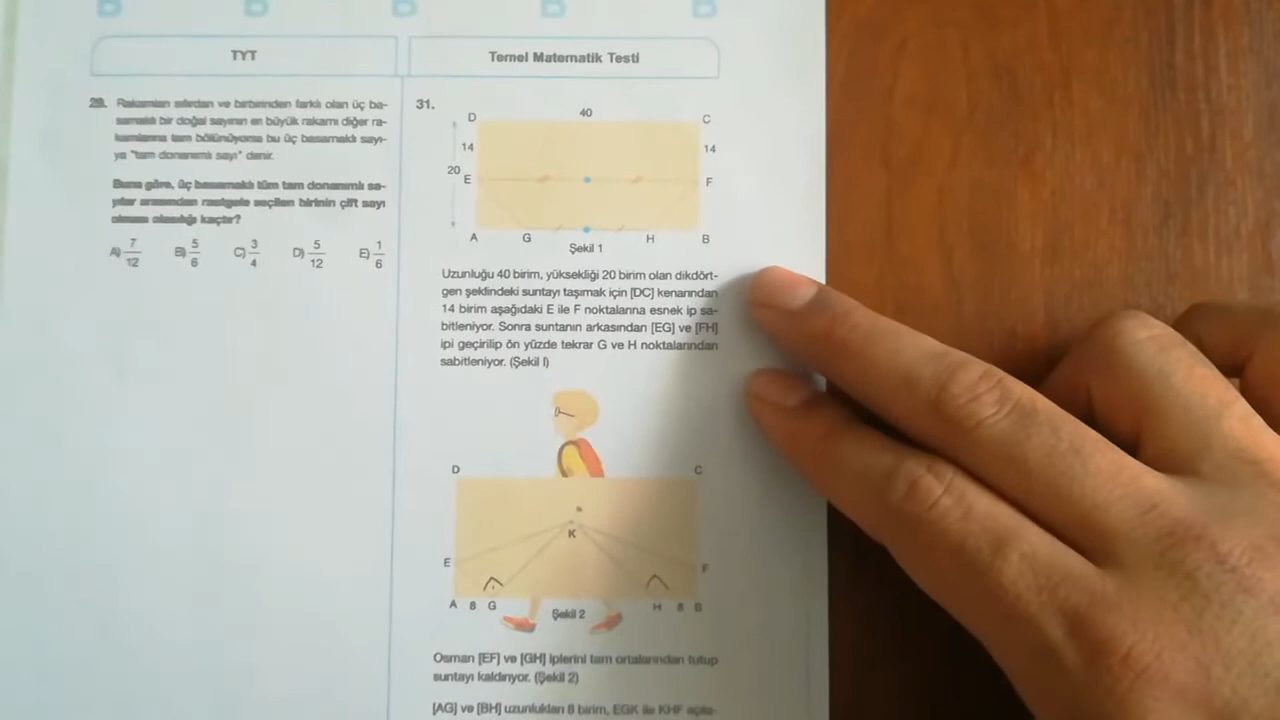 B B B B B
TYT
Temel Matematik Testi
29. Rakamları sıfırdan ve birbirinden farklı olan üç ba-
samaklı bir doğal sayının en büyük rakamı diğer ra-
kamlarına tam bölünüyorsa bu üç basamaklı sayı-
ya "tam donanımlı sayı" denir.
Buna göre, üç basamaklı tüm tam donanımlı sa-
yılar arasından rastgele seçilen birinin çift sayı
olması olasılığı kaçtır?
A) 7/12 B) 5/6 C) 3/4 D) 5/12 E) 1/6
31.
D 40 C
14 14
20 E F
A G H B
Şekil 1
Uzunluğu 40 birim, yüksekliği 20 birim olan dikdört-
gen şeklindeki suntayı taşımak için [DC] kenarından
14 birim aşağıdaki E ile F noktalarına esnek ip sa-
bitleniyor. Sonra suntanın arkasından [EG] ve [FH]
ipi geçirilip ön yüzde tekrar G ve H noktalarından
sabitleniyor. (Şekil I)
D C
K
E F
A 8 G H 8 B
Şekil 2
Osman [EF] ve [GH] iplerini tam ortalarından tutup
suntayı kaldırıyor. (Şekil 2)
[AG] ve [BH] uzunlukları 8 birim, EGK ile KHF açıla-